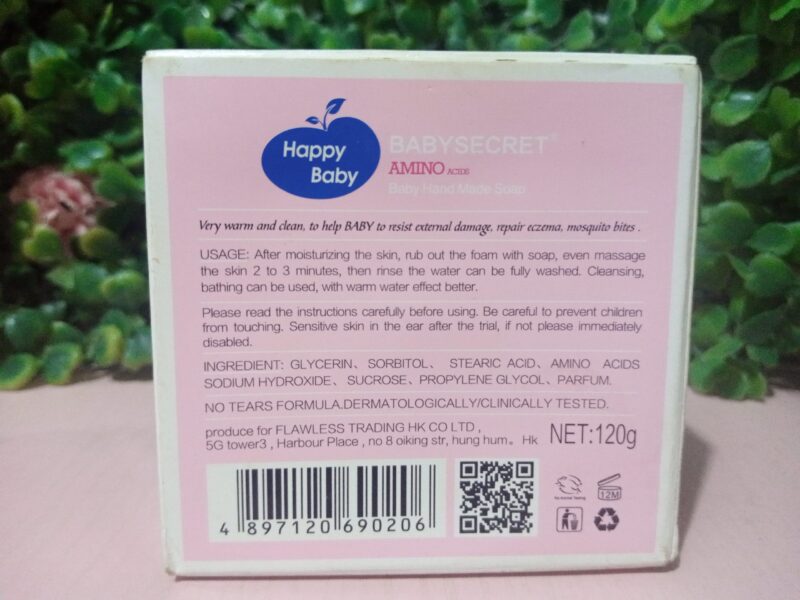 Happy
Baby
BABYSECRET®
AMINO ACIDS
Baby Hand Made Soap
Very warm and clean, to help BABY to resist external damage, repair eczema, mosquito bites .
USAGE: After moisturizing the skin, rub out the foam with soap, even massage
the skin 2 to 3 minutes, then rinse the water can be fully washed. Cleansing,
bathing can be used, with warm water effect better.
Please read the instructions carefully before using. Be careful to prevent children
from touching. Sensitive skin in the ear after the trial, if not please immediately
disabled.
INGREDIENT: GLYCERIN、SORBITOL、 STEARIC ACID、AMINO ACIDS
SODIUM HYDROXIDE、 SUCROSE、PROPYLENE GLYCOL、PARFUM.
NO TEARS FORMULA.DERMATOLOGICALLY/CLINICALLY TESTED.
produce for FLAWLESS TRADING HK CO LTD ,
5G tower3 , Harbour Place , no 8 oiking str, hung hum。 Hk
NET:120g
4 897120 690206
No Animal Testing
12M